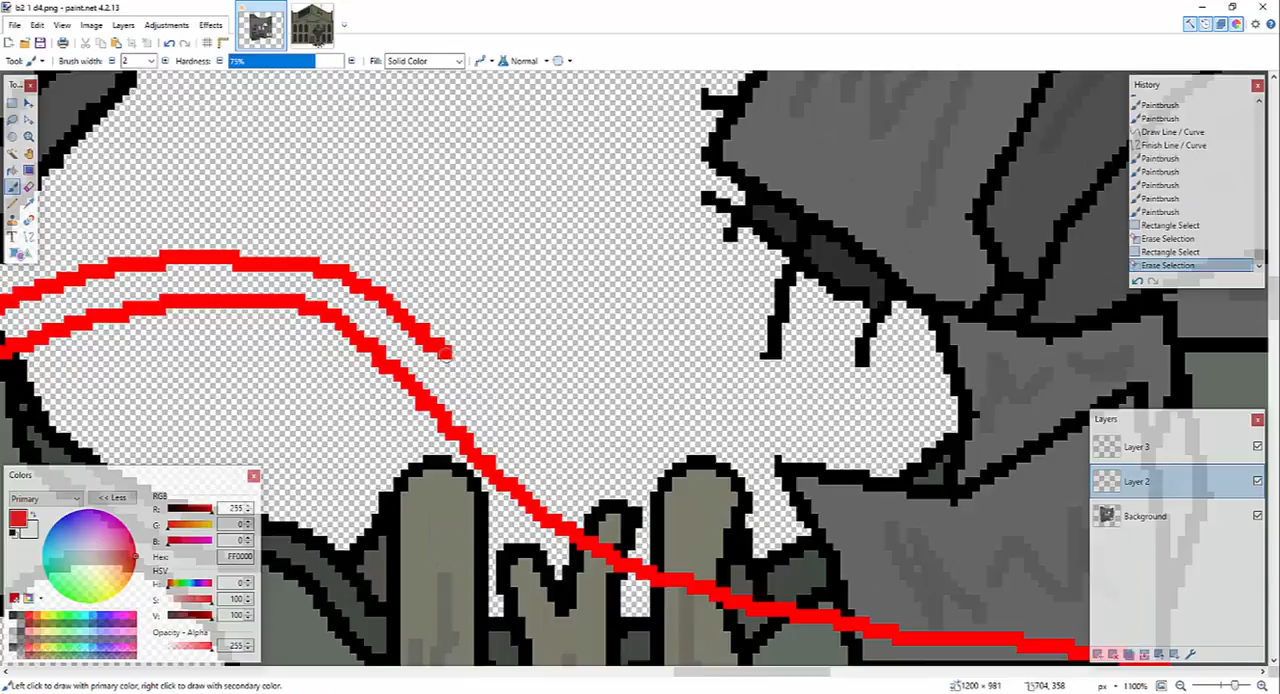 b2 1 d4.png - paint.net 4.2.13
File Edit View Image Layers Adjustments Effects
Tool: Brush width: 2 Hardness: 75% Fill: Solid Color Normal
To...
History
Paintbrush
Paintbrush
Draw Line / Curve
Finish Line / Curve
Paintbrush
Paintbrush
Paintbrush
Paintbrush
Paintbrush
Rectangle Select
Erase Selection
Rectangle Select
Erase Selection
Layers
Layer 3
Layer 2
Background
Colors
Primary << Less
RGB
R: 255
G: 0
B: 0
Hex: FF0000
HSV
H: 0
S: 100
V: 100
Opacity - Alpha
255
Left click to draw with primary color, right click to draw with secondary color. 1200 × 981 704, 358 px 1100%